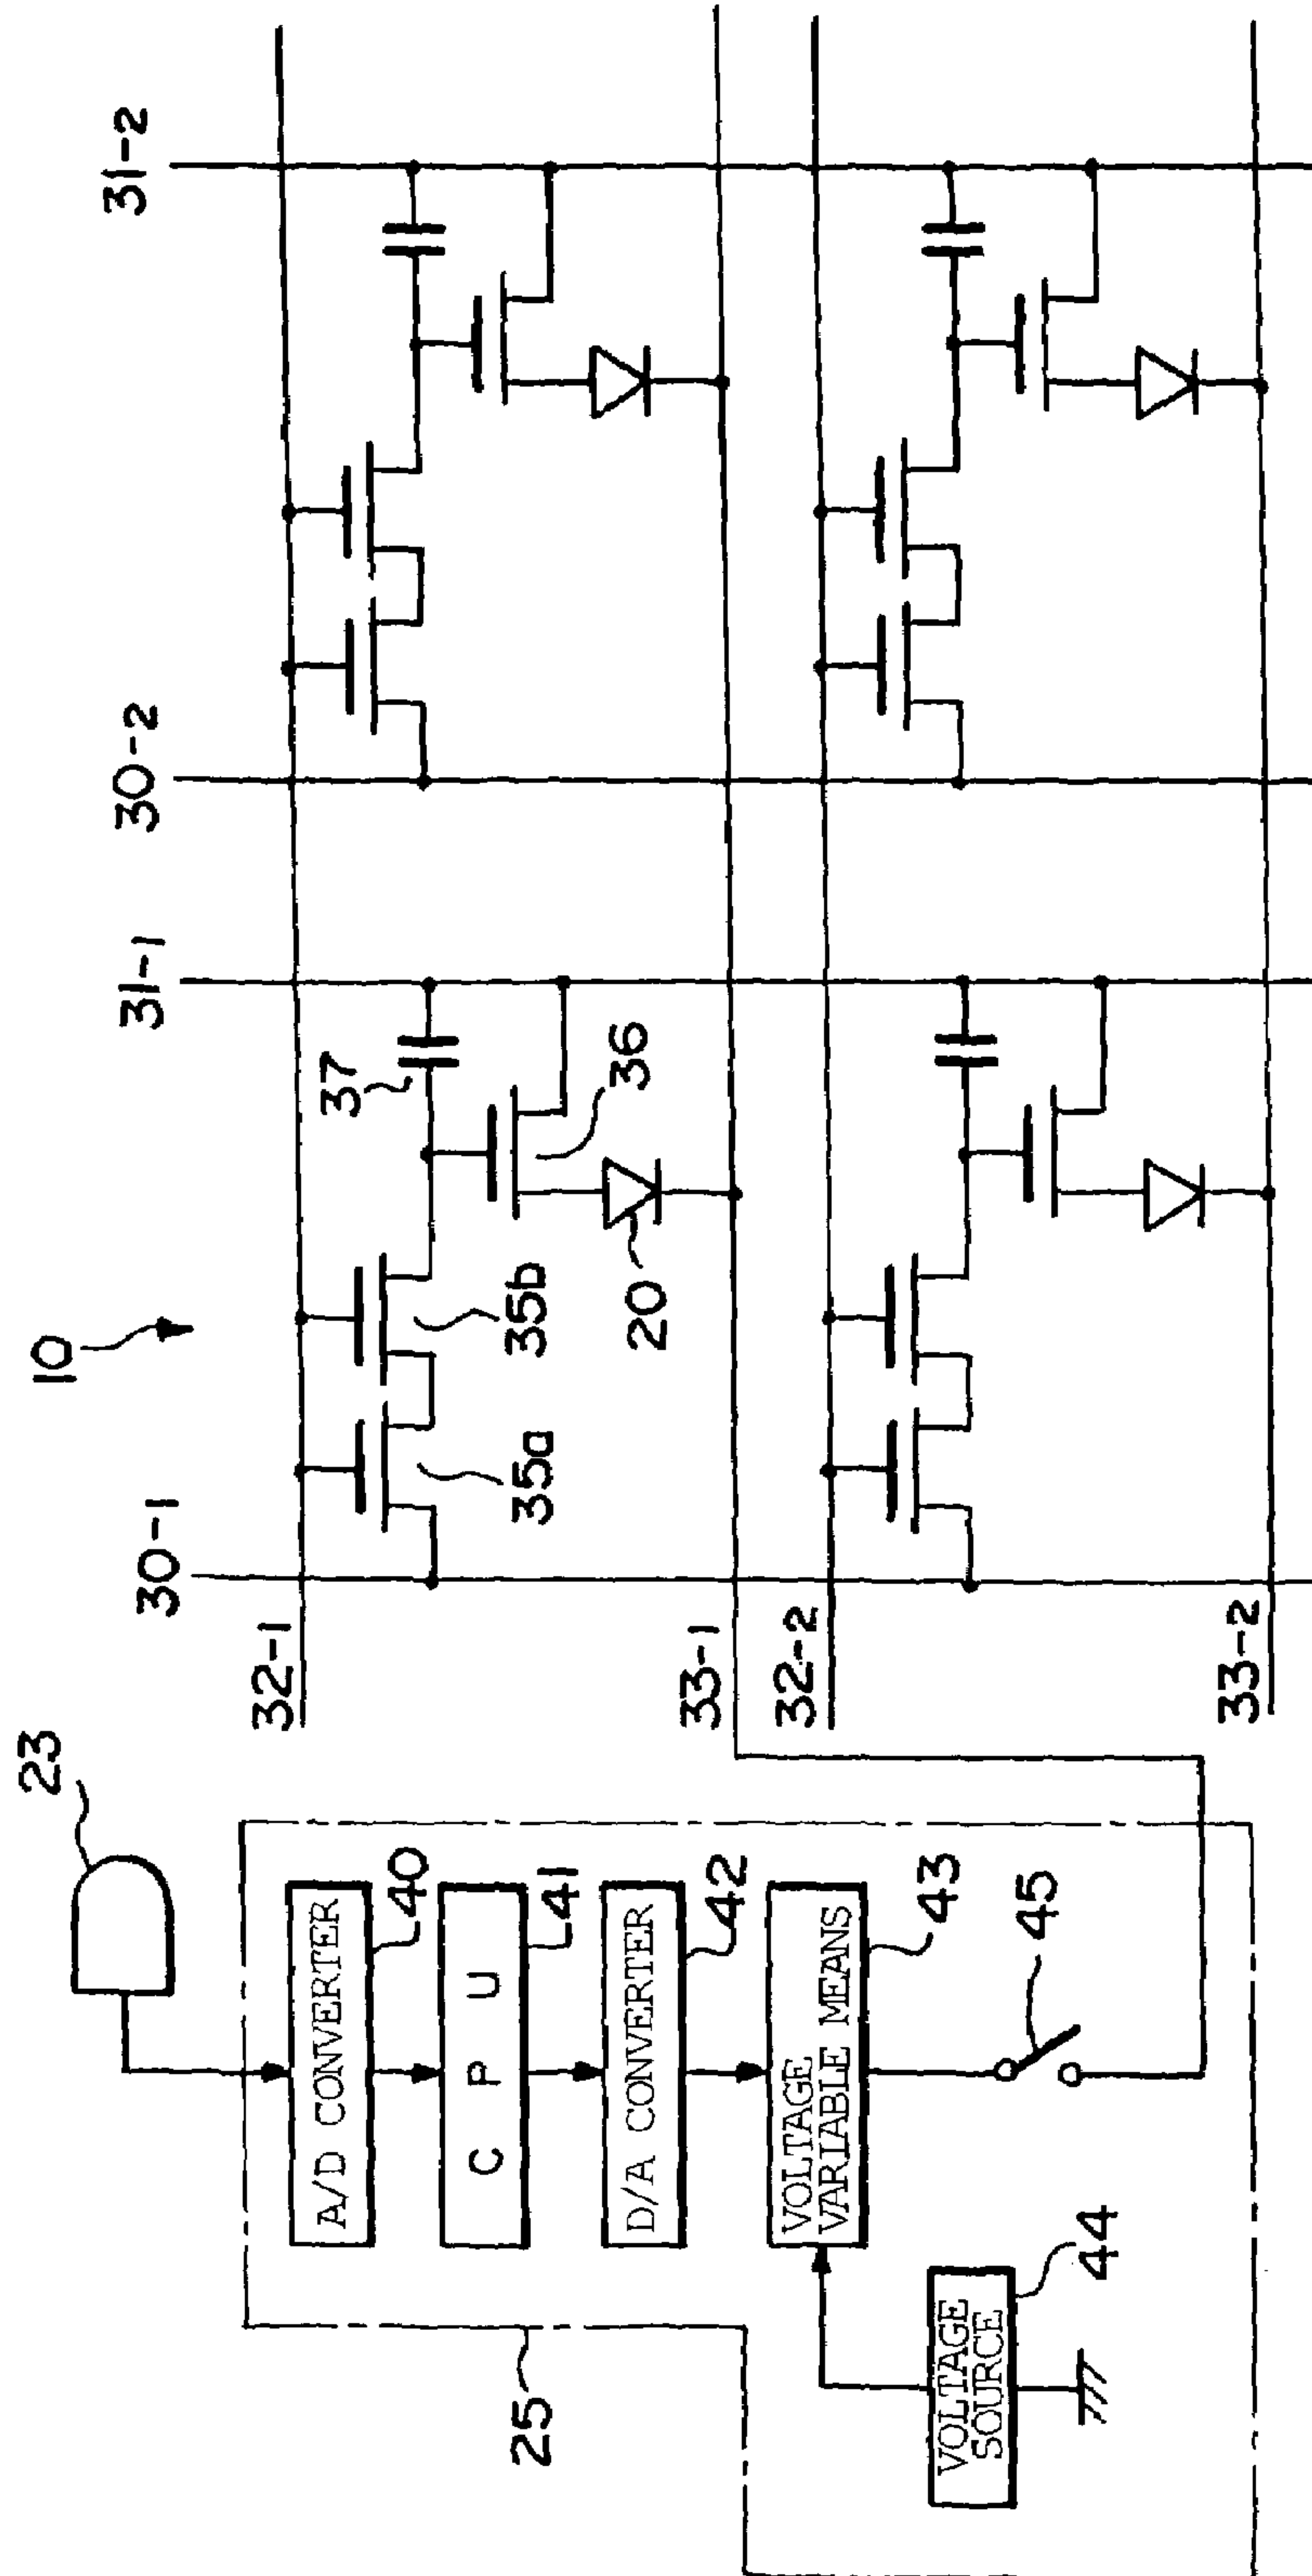 10
23
30-1
31-1
30-2
31-2
32-1
37
35a
35b
36
20
33-1
32-2
33-2
A/D CONVERTER
40
C P U
41
D/A CONVERTER
42
VOLTAGE
VARIABLE MEANS
43
45
25
VOLTAGE
SOURCE
44